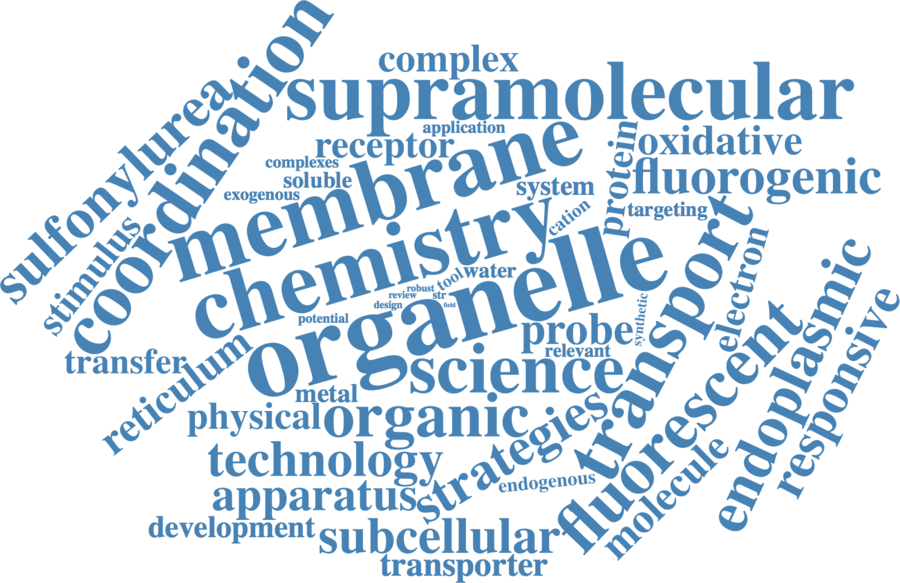 complex
supramolecular
coordination
sulfonylurea
application
receptor
oxidative
complexes
soluble
exogenous
membrane
protein
fluorogenic
system
targeting
cation
stimulus
chemistry
organelle
tool
water
robust
review
str
design
field
potential
synthetic
electron
transport
probe
relevant
transfer
reticulum
science
metal
physical
organic
strategies
fluorescent
endoplasmic
responsive
technology
apparatus
endogenous
molecule
development
subcellular
transporter